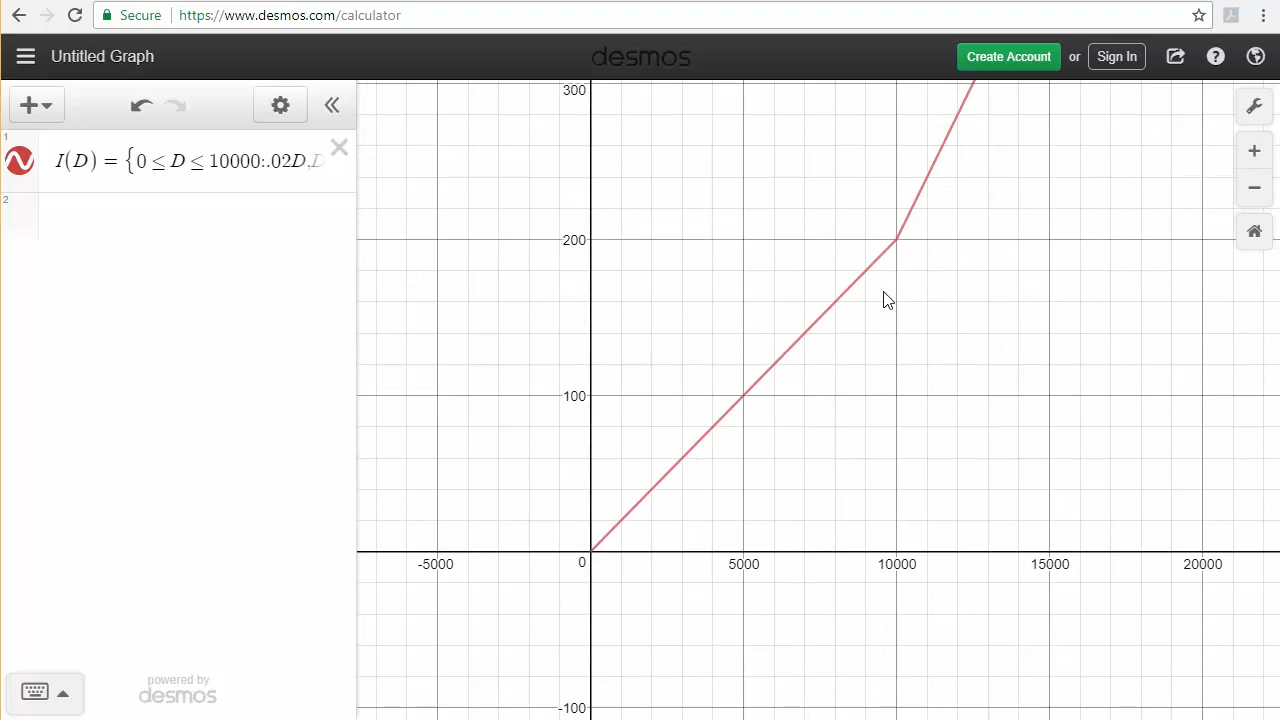 Secure https://www.desmos.com/calculator
Untitled Graph
desmos
Create Account or Sign In
1
I(D) = {0 ≤ D ≤ 10000:.02D,D
2
300
200
100
0
-100
-5000 5000 10000 15000 20000
powered by
desmos